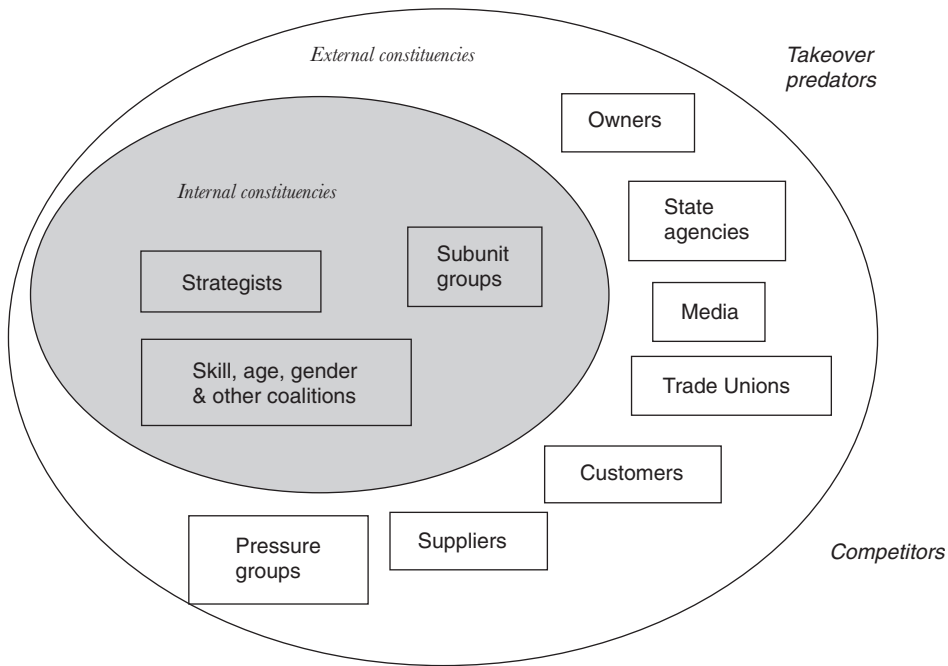 External constituencies
Takeover
predators
Owners
Internal constituencies
State
agencies
Subunit
groups
Strategists
Media
Skill, age, gender
& other coalitions
Trade Unions
Customers
Suppliers
Pressure
groups
Competitors